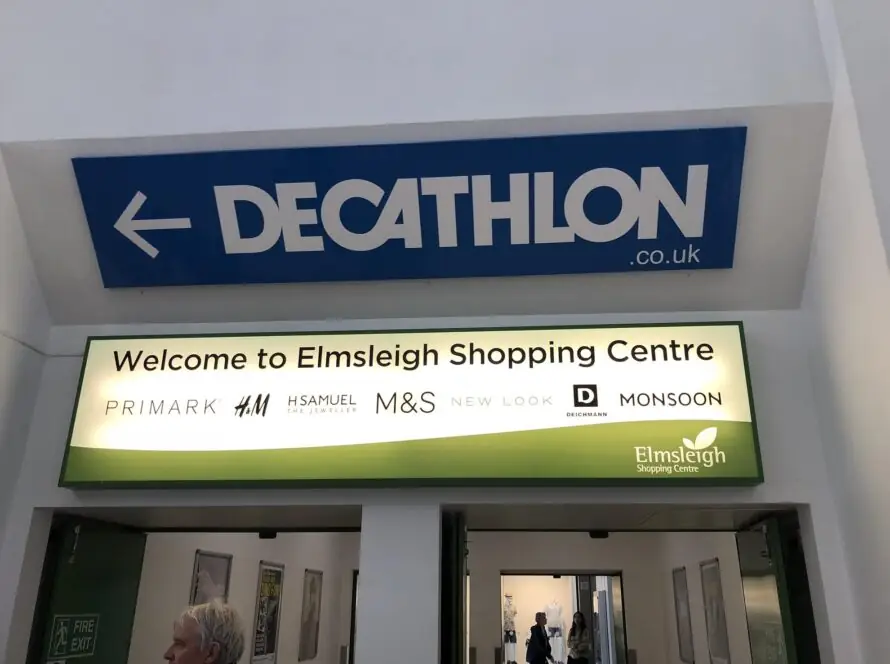 ← DECATHLON
.co.uk
Welcome to Elmsleigh Shopping Centre
PRIMARK H&M H SAMUEL THE JEWELLER M&S NEW LOOK D DEICHMANN MONSOON
Elmsleigh
Shopping Centre
FIRE
EXIT